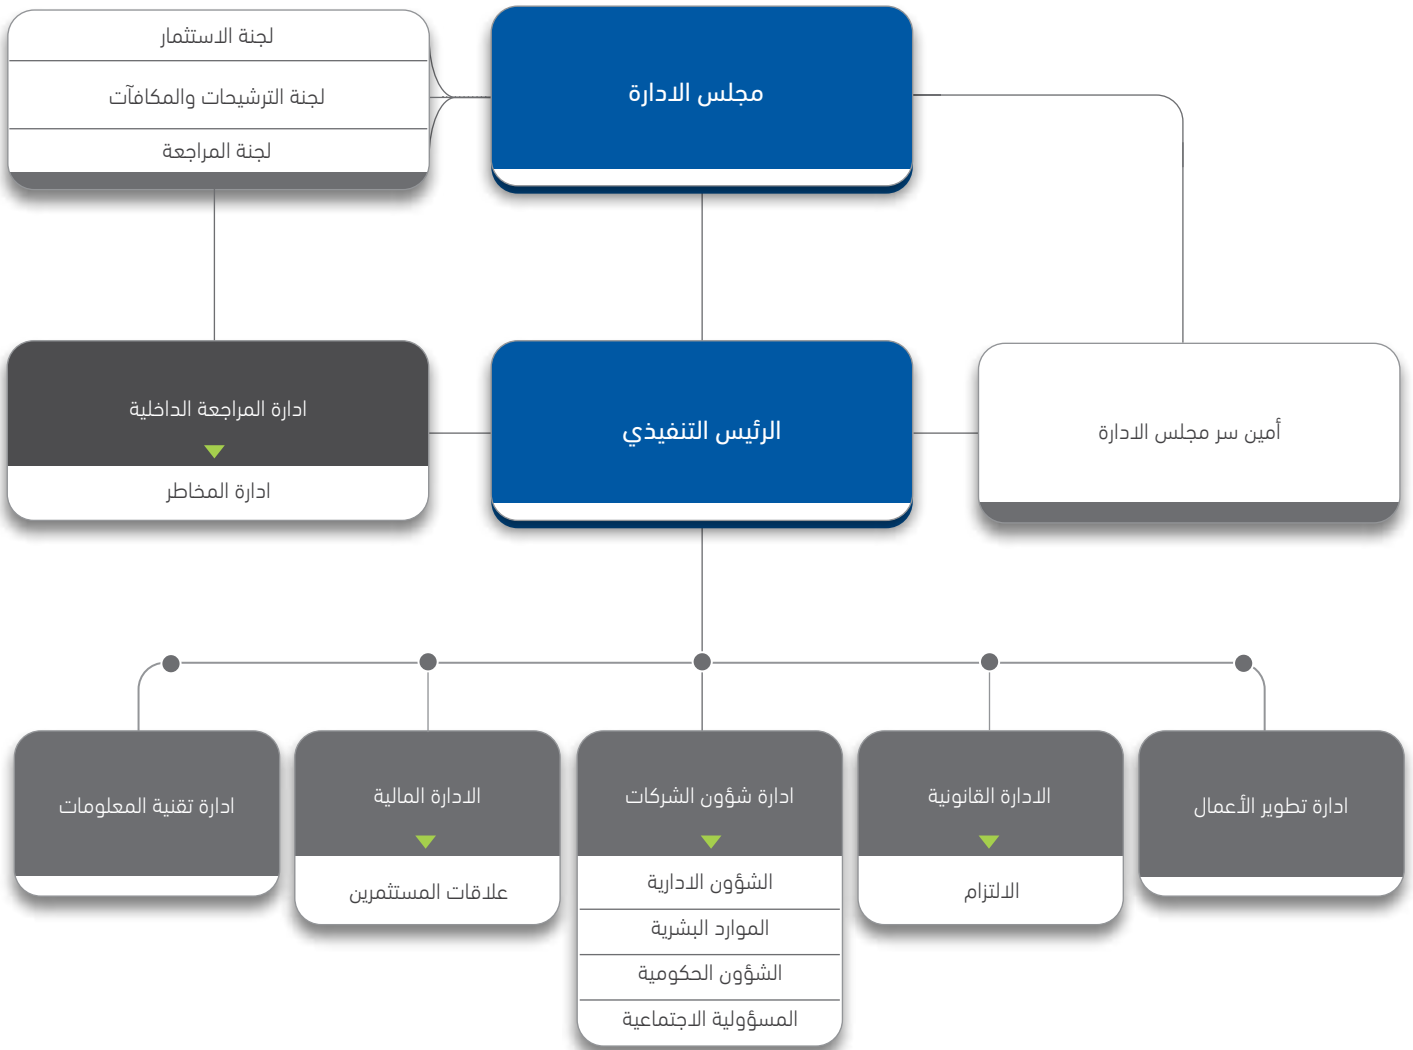 مجلس الادارة
لجنة الاستثمار
لجنة الترشيحات والمكافآت
لجنة المراجعة
أمين سر مجلس الادارة
الرئيس التنفيذي
ادارة المراجعة الداخلية
ادارة المخاطر
ادارة تطوير الأعمال
الادارة القانونية
الالتزام
ادارة شؤون الشركات
الشؤون الادارية
الموارد البشرية
الشؤون الحكومية
المسؤولية الاجتماعية
الادارة المالية
علاقات المستثمرين
ادارة تقنية المعلومات